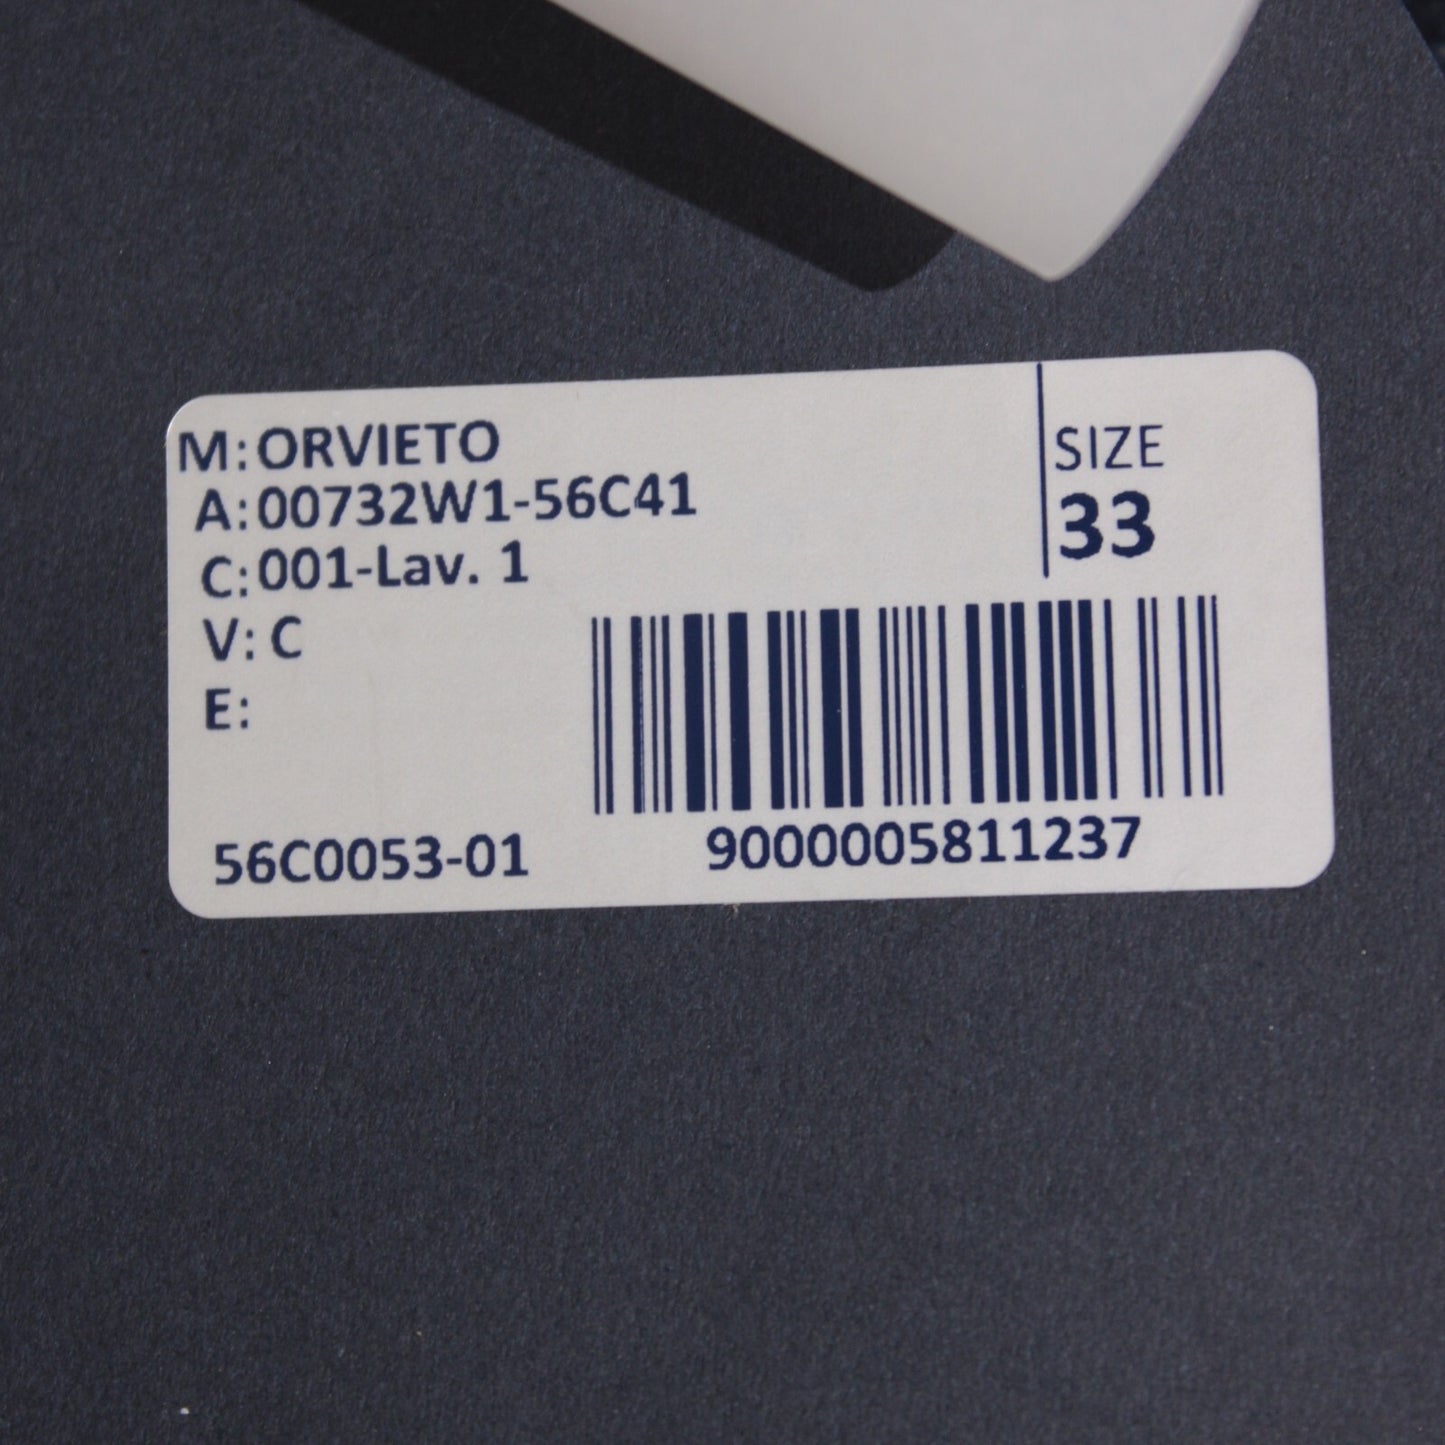 M: ORVIETO
A: 00732W1-56C41
C: 001-Lav. 1
V: C
E:
SIZE
33
56C0053-01
9000005811237